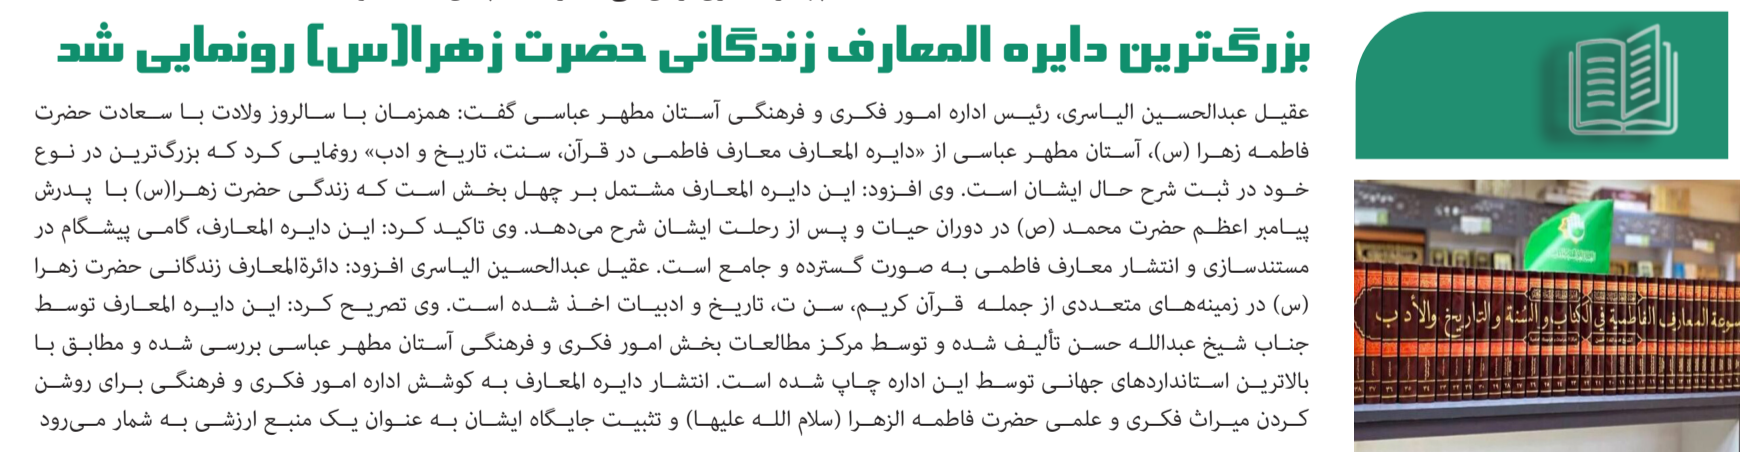 بزرگ‌ترین دایره المعارف زندگانی حضرت زهرا(س) رونمایی شد
عقیل عبدالحسین الیاسری، رئیس اداره امور فکری و فرهنگی آستان مطهر عباسی گفت: همزمان با سالروز ولادت با سعادت حضرت
فاطمه زهرا (س)، آستان مطهر عباسی از «دایره المعارف معارف فاطمی در قرآن، سنت، تاریخ و ادب» رونمایی کرد که بزرگ‌ترین در نوع
خود در ثبت شرح حال ایشان است. وی افزود: این دایره المعارف مشتمل بر چهل بخش است که زندگی حضرت زهرا(س) با پدرش
پیامبر اعظم حضرت محمد (ص) در دوران حیات و پس از رحلت ایشان شرح می‌دهد. وی تاکید کرد: این دایره المعارف، گامی پیشگام در
مستندسازی و انتشار معارف فاطمی به صورت گسترده و جامع است. عقیل عبدالحسین الیاسری افزود: دائرةالمعارف زندگانی حضرت زهرا
(س) در زمینه‌های متعددی از جمله قرآن کریم، سن ت، تاریخ و ادبیات اخذ شده است. وی تصریح کرد: این دایره المعارف توسط
جناب شیخ عبدالله حسن تألیف شده و توسط مرکز مطالعات بخش امور فکری و فرهنگی آستان مطهر عباسی بررسی شده و مطابق با
بالاترین استانداردهای جهانی توسط این اداره چاپ شده است. انتشار دایره المعارف به کوشش اداره امور فکری و فرهنگی برای روشن
کردن میراث فکری و علمی حضرت فاطمه الزهرا (سلام الله علیها) و تثبیت جایگاه ایشان به عنوان یک منبع ارزشی به شمار می‌رود
المعارف الفاطمية في الكتاب والسنة والتاريخ والأدب